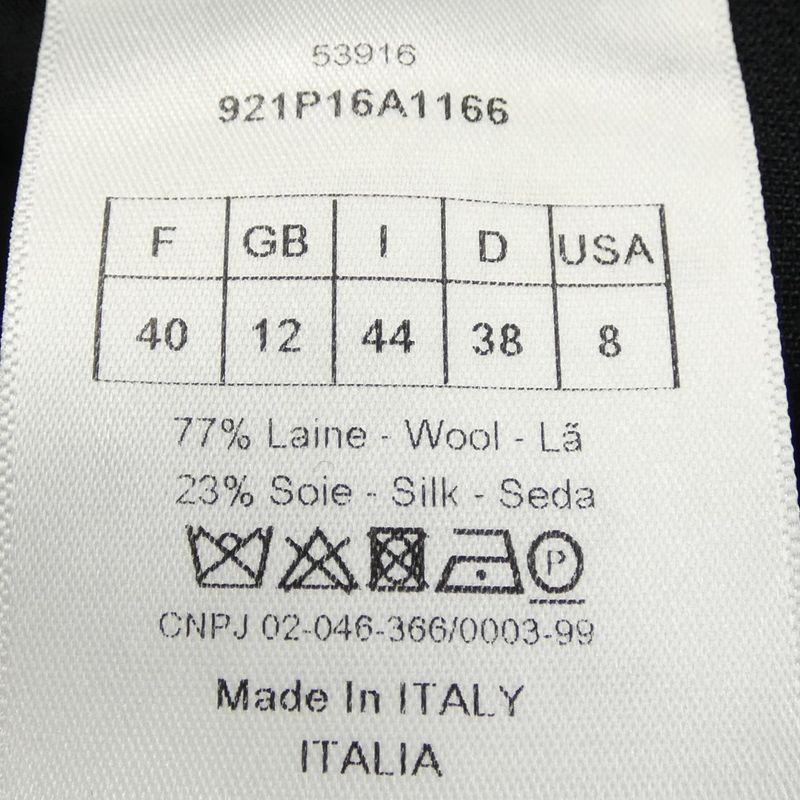 53916
921P16A1166
F GB I D USA
40 12 44 38 8
77% Laine - Wool - Lã
23% Soie - Silk - Seda
P
CNPJ 02-046-366/0003-99
Made In ITALY
ITALIA